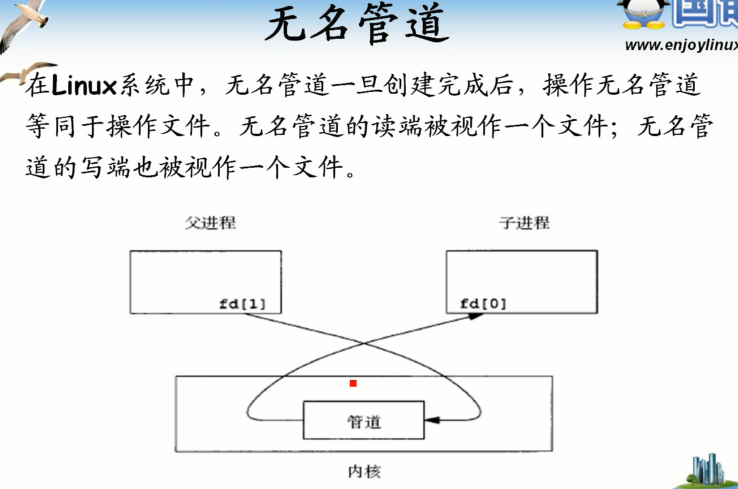 无名管道
www.enjoylinux
在Linux系统中，无名管道一旦创建完成后，操作无名管道
等同于操作文件。无名管道的读端被视作一个文件；无名管
道的写端也被视作一个文件。
父进程
子进程
fd[1]
fd[0]
管道
内核